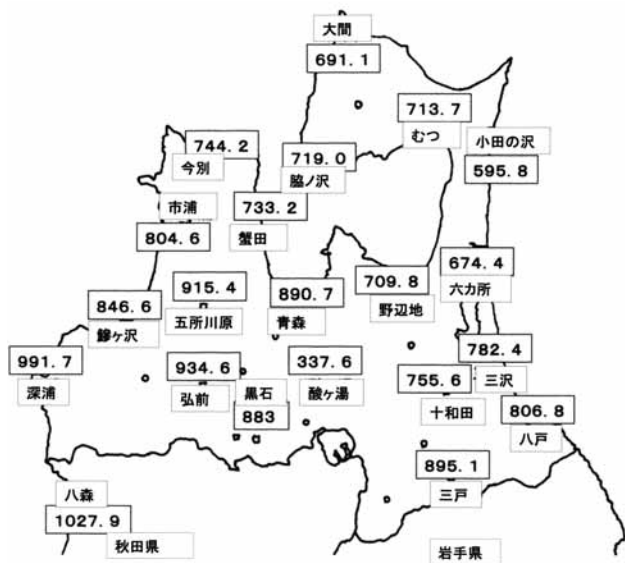 大間
691.1
713.7
むつ
小田の沢
595.8
744.2
今別
719.0
脇ノ沢
市浦
804.6
733.2
蟹田
674.4
六カ所
915.4
五所川原
890.7
青森
709.8
野辺地
846.6
鰺ヶ沢
782.4
三沢
991.7
深浦
934.6
弘前
黒石
883
337.6
酸ヶ湯
755.6
十和田
806.8
八戸
895.1
三戸
八森
1027.9
秋田県
岩手県